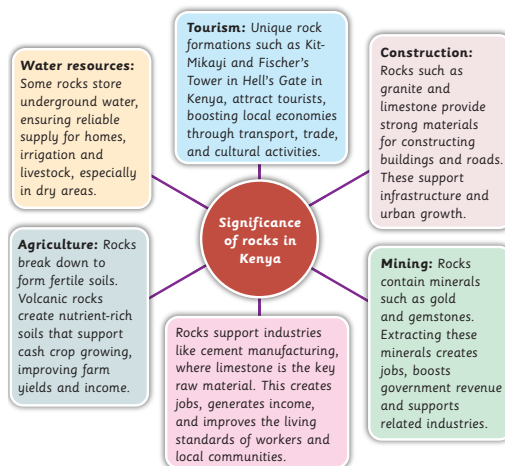 Tourism: Unique rock
formations such as Kit-
Mikayi and Fischer's
Tower in Hell's Gate in
Kenya, attract tourists,
boosting local economies
through transport, trade,
and cultural activities.
Water resources:
Some rocks store
underground water,
ensuring reliable
supply for homes,
irrigation and
livestock, especially
in dry areas.
Construction:
Rocks such as
granite and
limestone provide
strong materials
for constructing
buildings and roads.
These support
infrastructure and
urban growth.
Significance
of rocks in
Kenya
Agriculture: Rocks
break down to
form fertile soils.
Volcanic rocks
create nutrient-rich
soils that support
cash crop growing,
improving farm
yields and income.
Rocks support industries
like cement manufacturing,
where limestone is the key
raw material. This creates
jobs, generates income,
and improves the living
standards of workers and
local communities.
Mining: Rocks
contain minerals
such as gold
and gemstones.
Extracting these
minerals creates
jobs, boosts
government revenue
and supports
related industries.